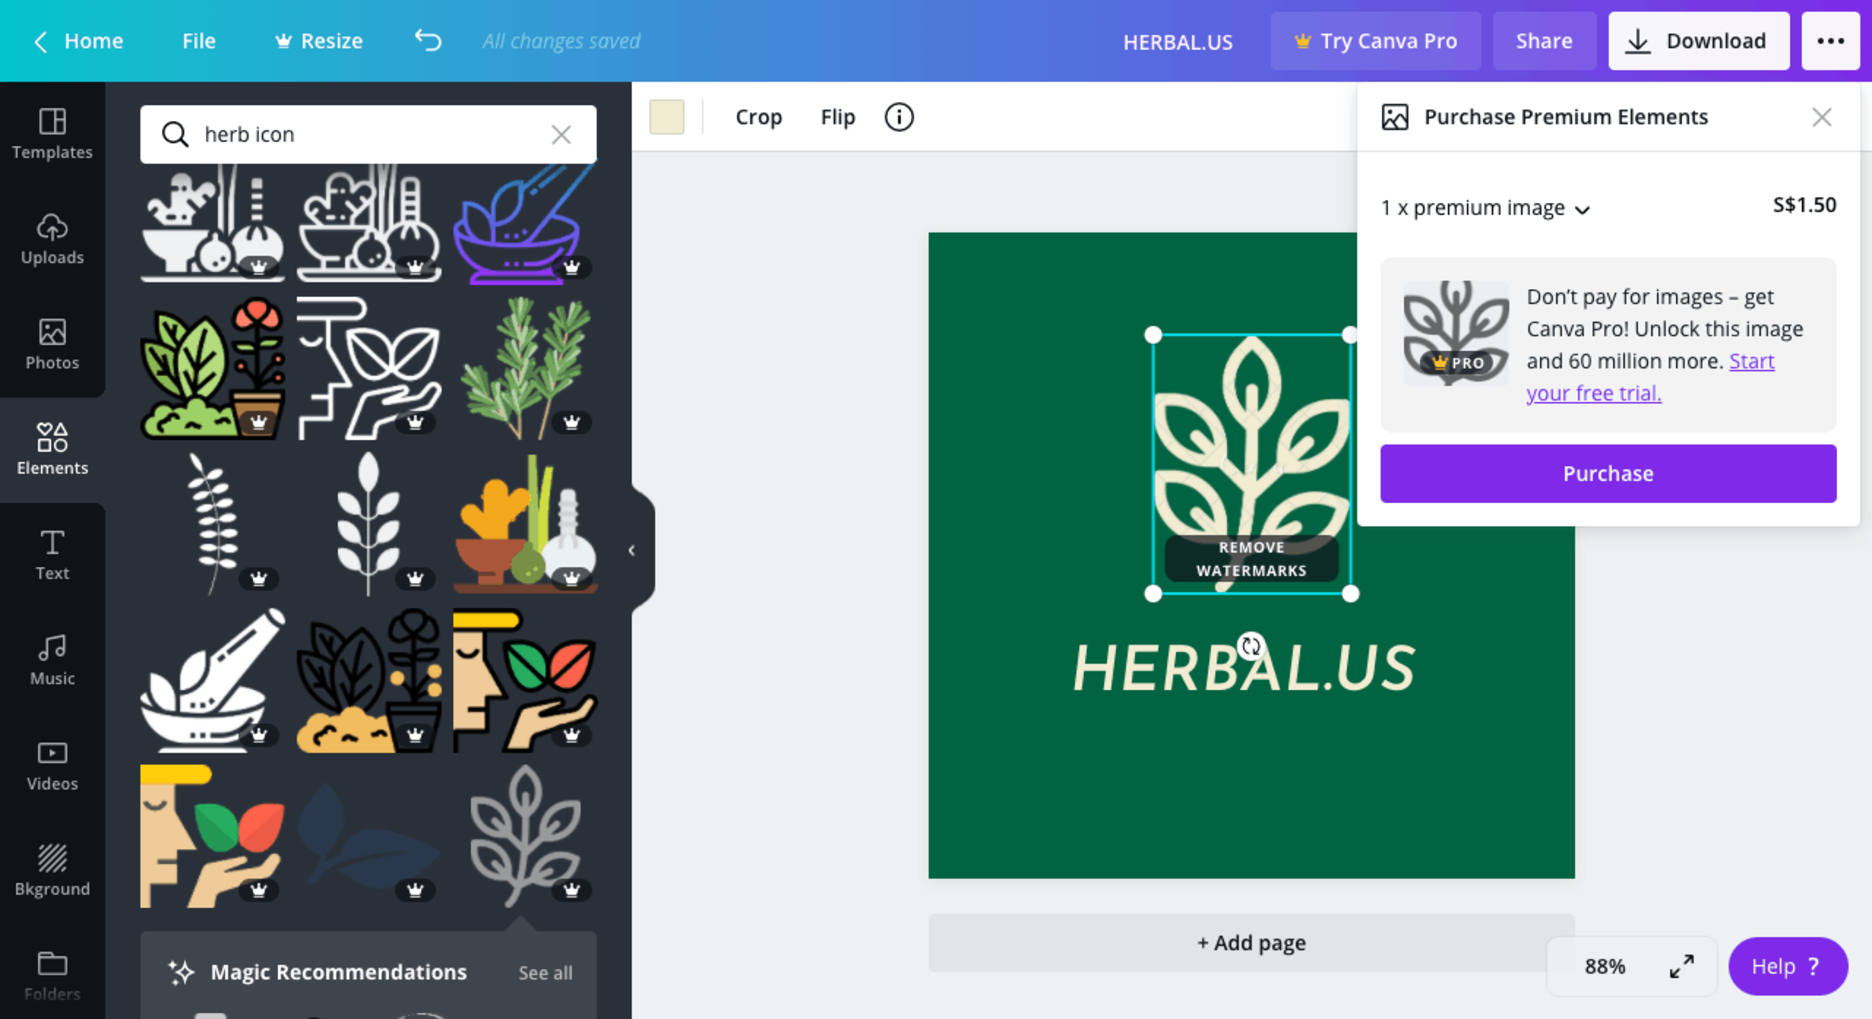 Home
File
Resize
All changes saved
HERBAL.US
Try Canva Pro
Share
Download
Templates
Uploads
Photos
Elements
Text
Music
Videos
Bkground
Folders
herb icon
Magic Recommendations
See all
Crop
Flip
REMOVE
WATERMARKS
HERBAL.US
+ Add page
Purchase Premium Elements
1 x premium image
S$1.50
PRO
Don't pay for images – get
Canva Pro! Unlock this image
and 60 million more. Start
your free trial.
Purchase
88%
Help ?